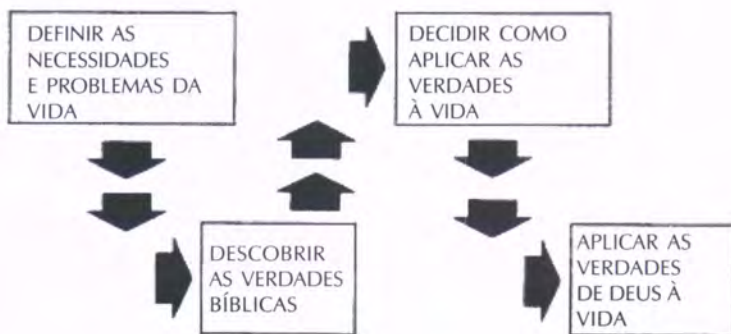 DEFINIR AS
NECESSIDADES
E PROBLEMAS DA
VIDA
DESCOBRIR
AS VERDADES
BÍBLICAS
DECIDIR COMO
APLICAR AS
VERDADES
À VIDA
APLICAR AS
VERDADES
DE DEUS À
VIDA